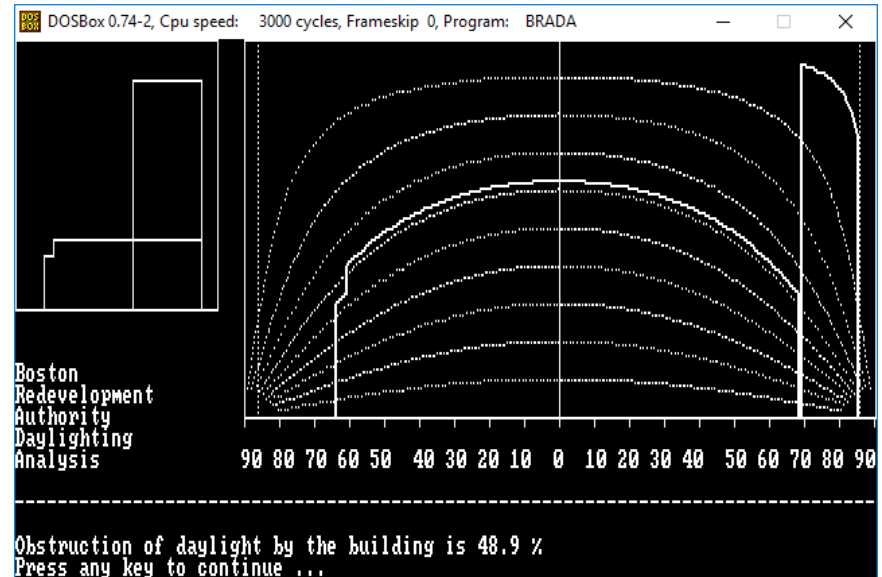 DOSBox 0.74-2, Cpu speed: 3000 cycles, Frameskip 0, Program: BRADA
Boston
Redevelopment
Authority
Daylighting
Analysis
90 80 70 60 50 40 30 20 10 0 10 20 30 40 50 60 70 80 90
--------------------------------------------------------------------------------
Obstruction of daylight by the building is 48.9 %
Press any key to continue ...